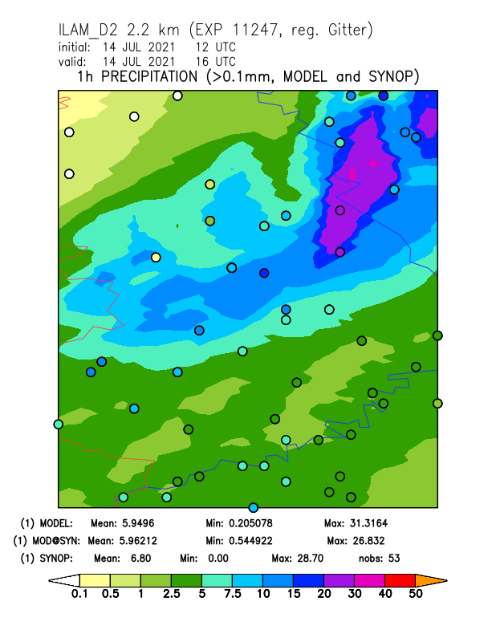 ILAM_D2 2.2 km (EXP 11247, reg. Gitter)
initial: 14 JUL 2021 12 UTC
valid: 14 JUL 2021 16 UTC
1h PRECIPITATION (>0.1mm, MODEL and SYNOP)
(1) MODEL: Mean: 5.9496 Min: 0.205078 Max: 31.3164
(1) MOD@SYN: Mean: 5.96212 Min: 0.544922 Max: 26.832
(1) SYNOP: Mean: 6.80 Min: 0.00 Max: 28.70 nobs: 53
0.1 0.5 1 2.5 5 7.5 10 15 20 30 40 50